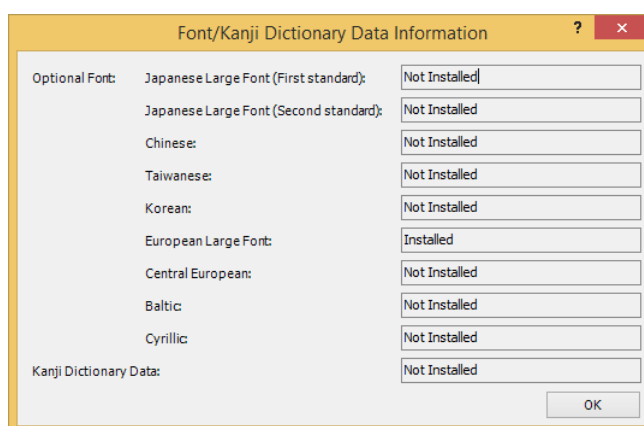 Font/Kanji Dictionary Data Information
? ×
Optional Font: Japanese Large Font (First standard): Not Installed
Japanese Large Font (Second standard): Not Installed
Chinese: Not Installed
Taiwanese: Not Installed
Korean: Not Installed
European Large Font: Installed
Central European: Not Installed
Baltic: Not Installed
Cyrillic: Not Installed
Kanji Dictionary Data: Not Installed
OK